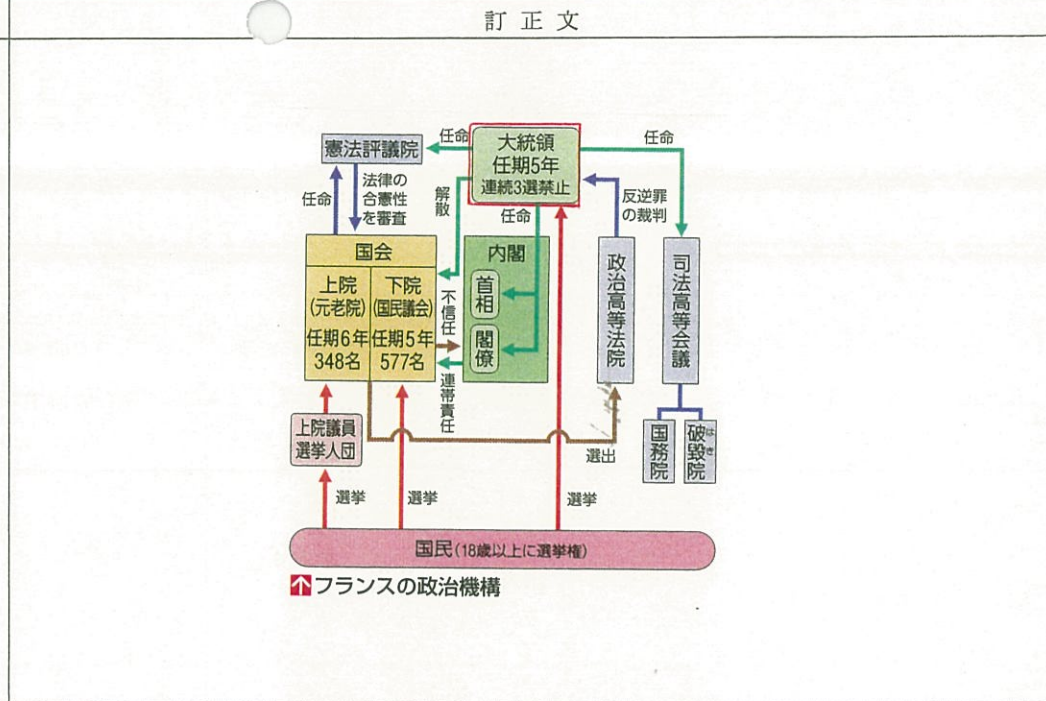 訂正文
憲法評議院
任命
大統領
任期5年
連続3選禁止
任命
任命
法律の
合憲性
を審査
解散
任命
反逆罪
の裁判
国会
上院
(元老院)
任期6年
348名
下院
(国民議会)
任期5年
577名
不信任
連帯責任
内閣
首相
閣僚
政治高等法院
司法高等会議
上院議員
選挙人団
選出
国務院
破毀院
はき
選挙
選挙
選挙
国民(18歳以上に選挙権)
フランスの政治機構